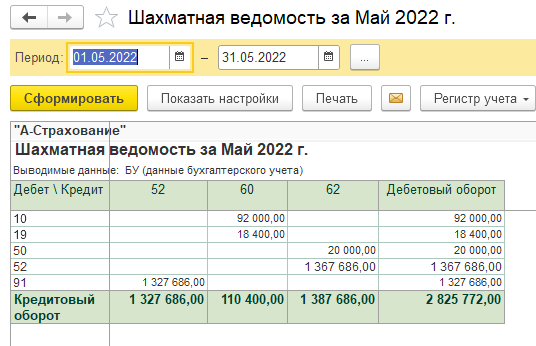 Шахматная ведомость за Май 2022 г.
Период: 01.05.2022 – 31.05.2022 ...
Сформировать Показать настройки Печать Регистр учета
"А-Страхование"
Шахматная ведомость за Май 2022 г.
Выводимые данные: БУ (данные бухгалтерского учета)
Дебет \ Кредит 52 60 62 Дебетовый оборот
10 92 000,00 92 000,00
19 18 400,00 18 400,00
50 20 000,00 20 000,00
52 1 367 686,00 1 367 686,00
91 1 327 686,00 1 327 686,00
Кредитовый 1 327 686,00 110 400,00 1 387 686,00 2 825 772,00
оборот